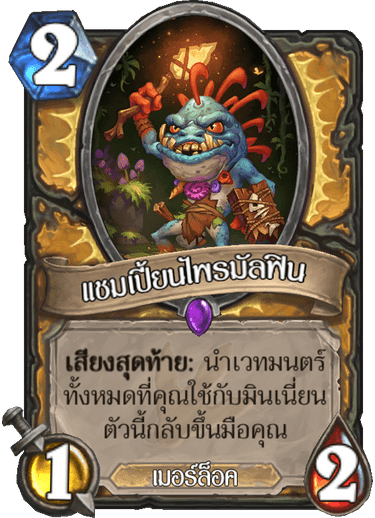 2
แชมเปี้ยนไพรมัลฟิน
เสียงสุดท้าย: นำเวทมนตร์
ทั้งหมดที่คุณใช้กับมินเนี่ยน
ตัวนี้กลับขึ้นมือคุณ
1
เมอร์ล็อค
2